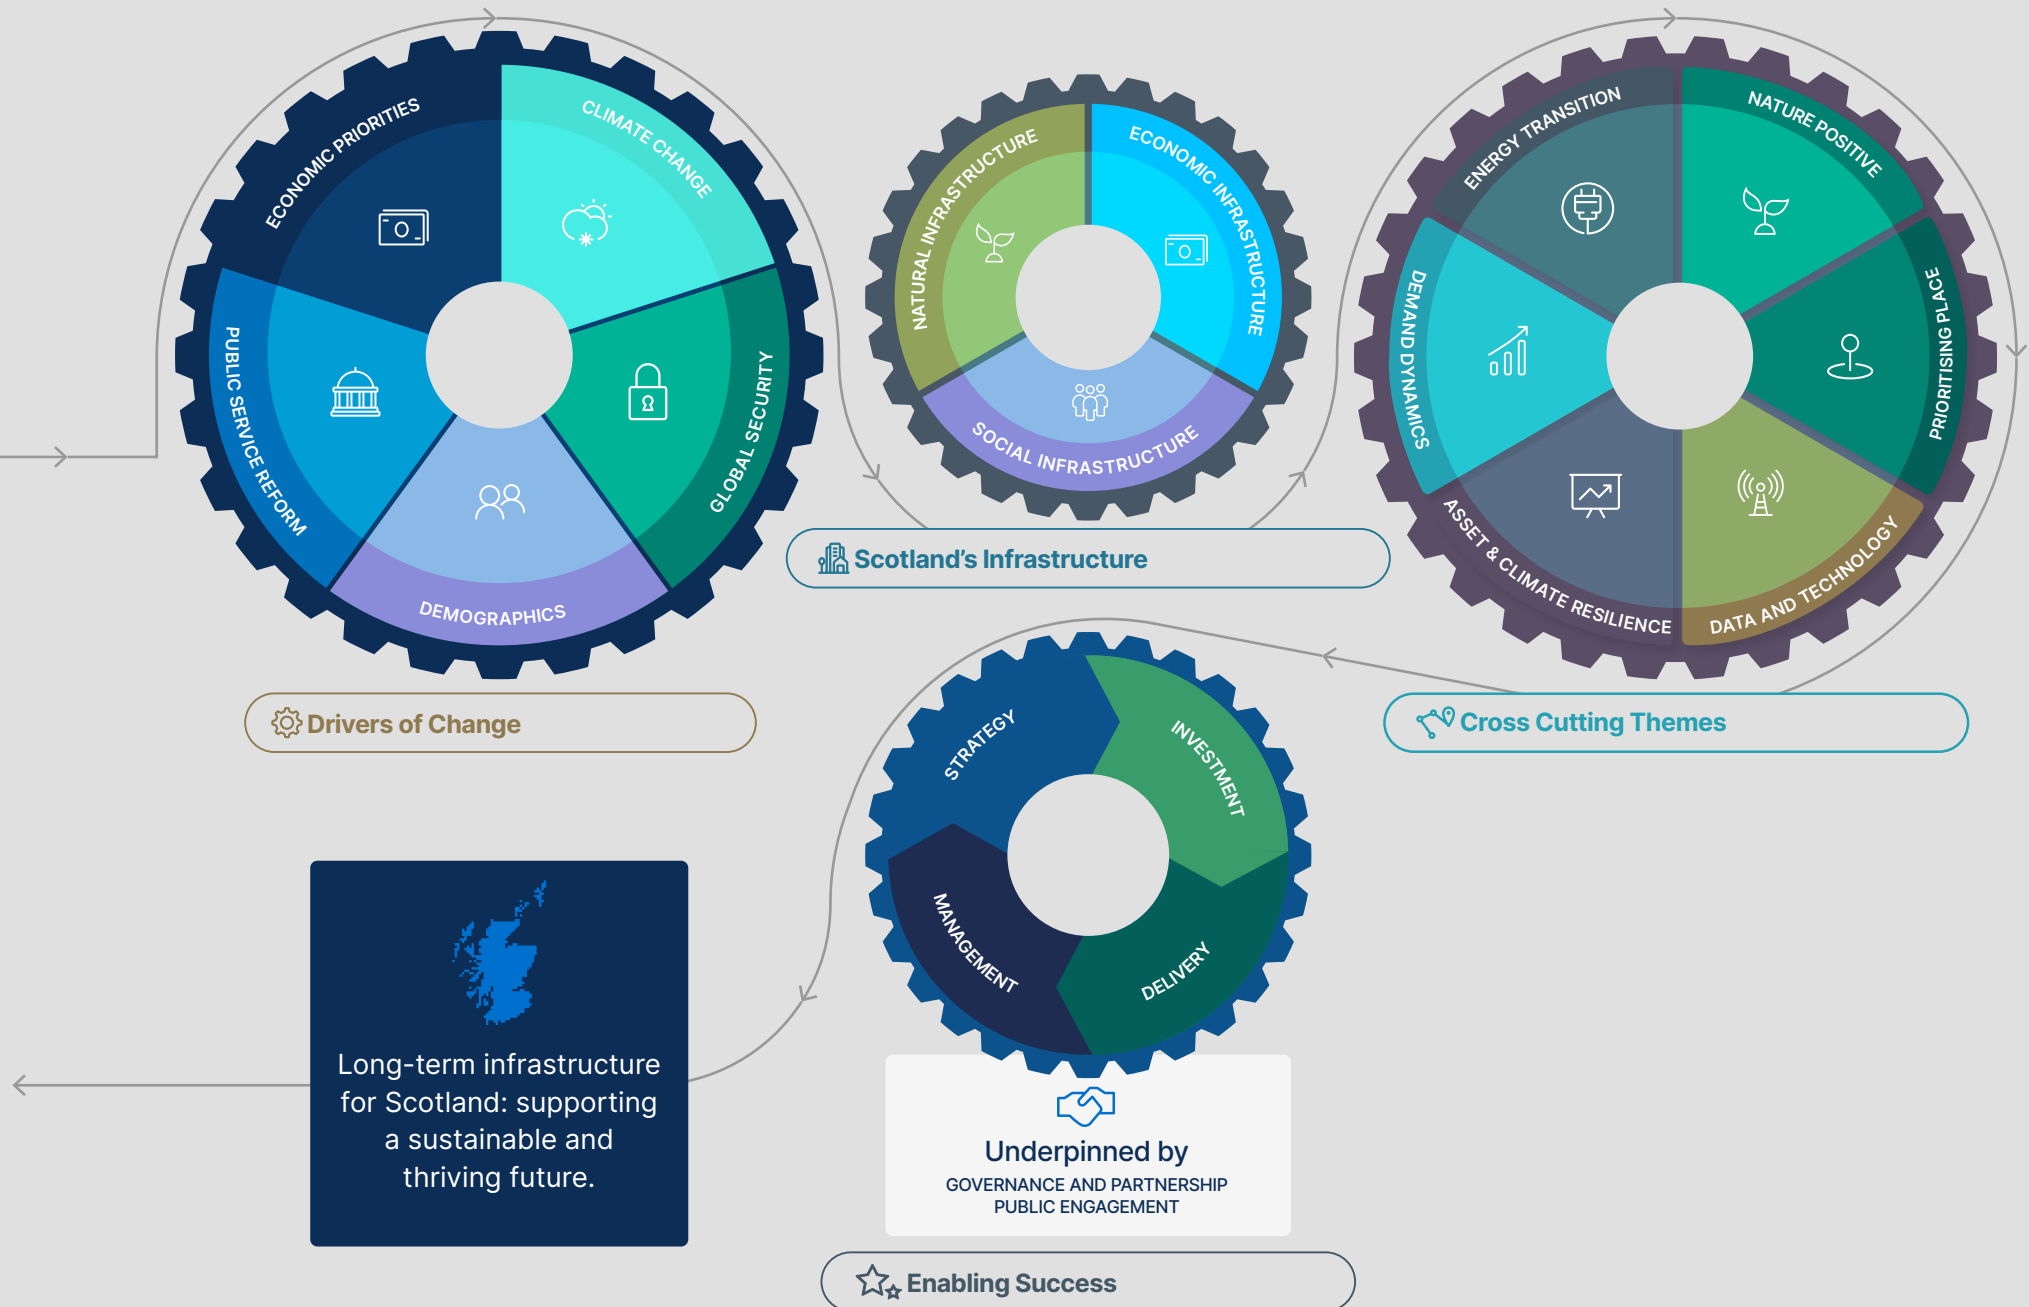 ECONOMIC PRIORITIES
CLIMATE CHANGE
GLOBAL SECURITY
DEMOGRAPHICS
PUBLIC SERVICE REFORM
Drivers of Change
NATURAL INFRASTRUCTURE
ECONOMIC INFRASTRUCTURE
SOCIAL INFRASTRUCTURE
Scotland’s Infrastructure
ENERGY TRANSITION
NATURE POSITIVE
PRIORITISING PLACE
DATA AND TECHNOLOGY
ASSET & CLIMATE RESILIENCE
DEMAND DYNAMICS
Cross Cutting Themes
STRATEGY
INVESTMENT
DELIVERY
MANAGEMENT
Underpinned by
GOVERNANCE AND PARTNERSHIP
PUBLIC ENGAGEMENT
Enabling Success
Long-term infrastructure
for Scotland: supporting
a sustainable and
thriving future.